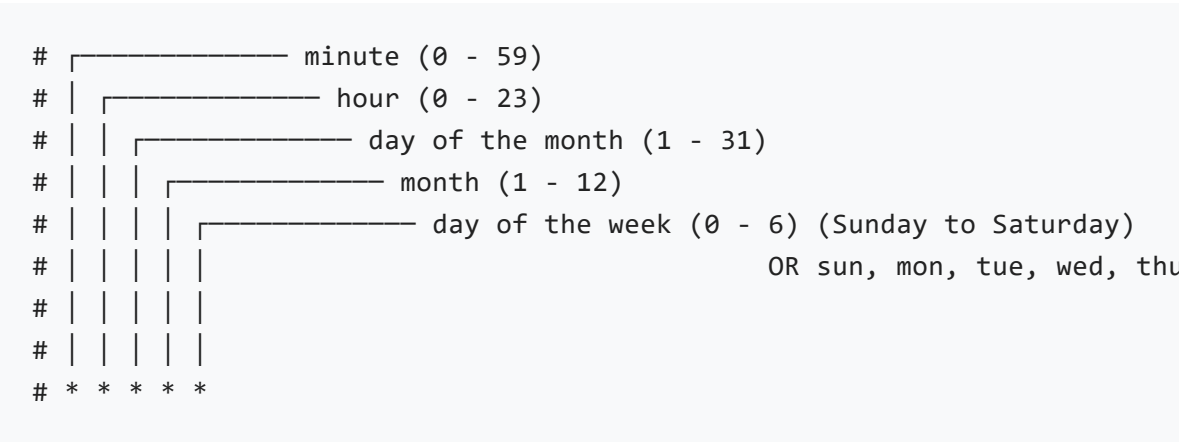 # ┌───────────── minute (0 - 59)
# │ ┌───────────── hour (0 - 23)
# │ │ ┌───────────── day of the month (1 - 31)
# │ │ │ ┌───────────── month (1 - 12)
# │ │ │ │ ┌───────────── day of the week (0 - 6) (Sunday to Saturday)
# │ │ │ │ │                                   OR sun, mon, tue, wed, thu
# │ │ │ │ │
# │ │ │ │ │
# * * * * *